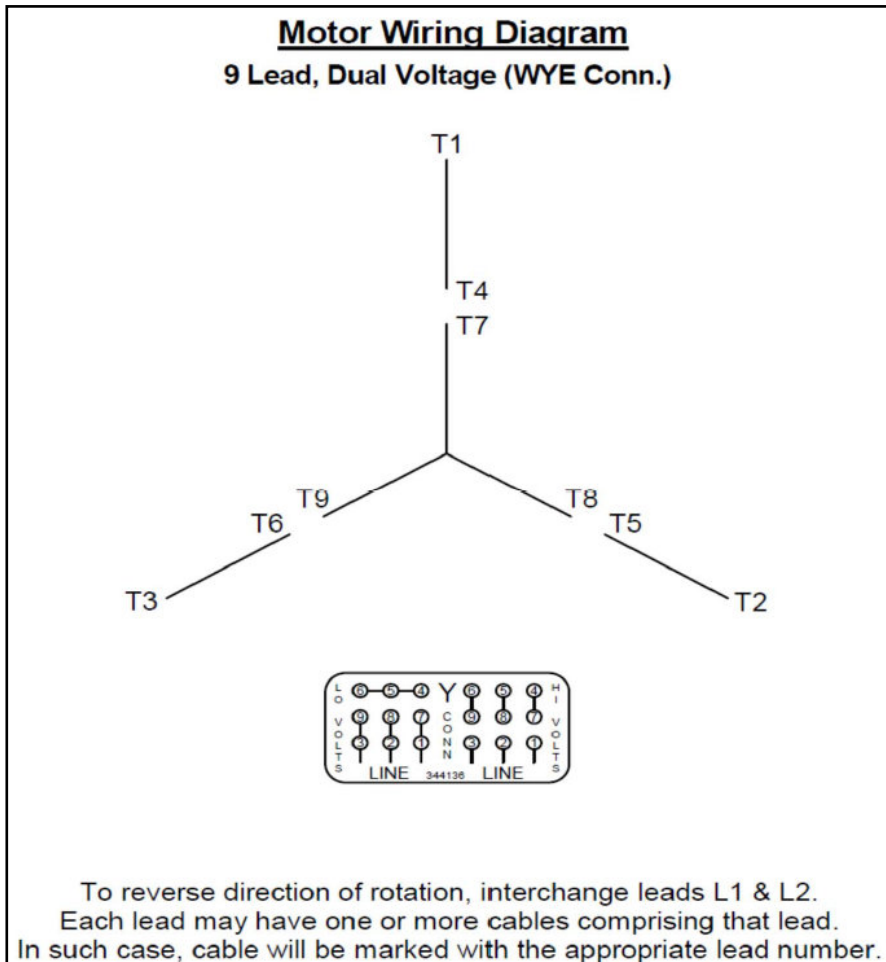 Motor Wiring Diagram
9 Lead, Dual Voltage (WYE Conn.)
T1
T4
T7
T9
T8
T6
T5
T3
T2
LO VOLTS
6 5 4
9 8 7
3 2 1
LINE
Y CONN
344136
6 5 4
9 8 7
3 2 1
LINE
HI VOLTS
To reverse direction of rotation, interchange leads L1 & L2.
Each lead may have one or more cables comprising that lead.
In such case, cable will be marked with the appropriate lead number.